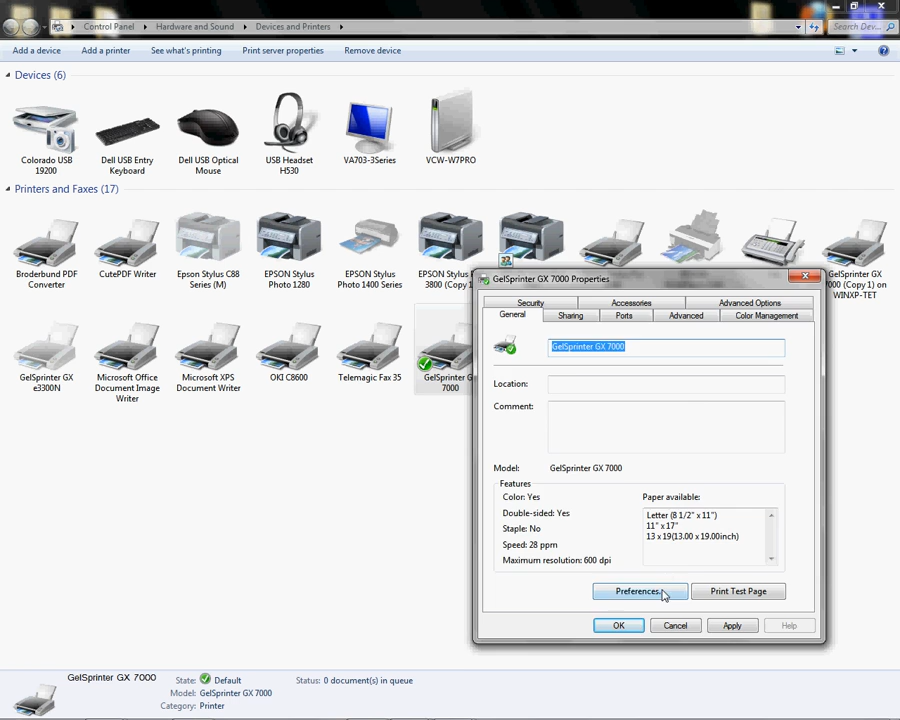 Control Panel ▸ Hardware and Sound ▸ Devices and Printers ▸
Search Dev...
Add a device Add a printer See what's printing Print server properties Remove device
Devices (6)
Colorado USB
19200
Dell USB Entry
Keyboard
Dell USB Optical
Mouse
USB Headset
H530
VA703-3Series
VCW-W7PRO
Printers and Faxes (17)
Broderbund PDF
Converter
CutePDF Writer
Epson Stylus C88
Series (M)
EPSON Stylus
Photo 1280
EPSON Stylus
Photo 1400 Series
EPSON Stylus
3800 (Copy 1)
GelSprinter GX
7000 (Copy 1) on
WINXP-TET
GelSprinter GX
e3300N
Microsoft Office
Document Image
Writer
Microsoft XPS
Document Writer
OKI C8600
Telemagic Fax 35
GelSprinter G
7000
GelSprinter GX 7000 Properties
Security Accessories Advanced Options
General Sharing Ports Advanced Color Management
GelSprinter GX 7000
Location:
Comment:
Model: GelSprinter GX 7000
Features
Color: Yes
Double-sided: Yes
Staple: No
Speed: 28 ppm
Maximum resolution: 600 dpi
Paper available:
Letter (8 1/2" x 11")
11" x 17"
13 x 19(13.00 x 19.00inch)
Preferences... Print Test Page
OK Cancel Apply Help
GelSprinter GX 7000
State: Default
Model: GelSprinter GX 7000
Category: Printer
Status: 0 document(s) in queue